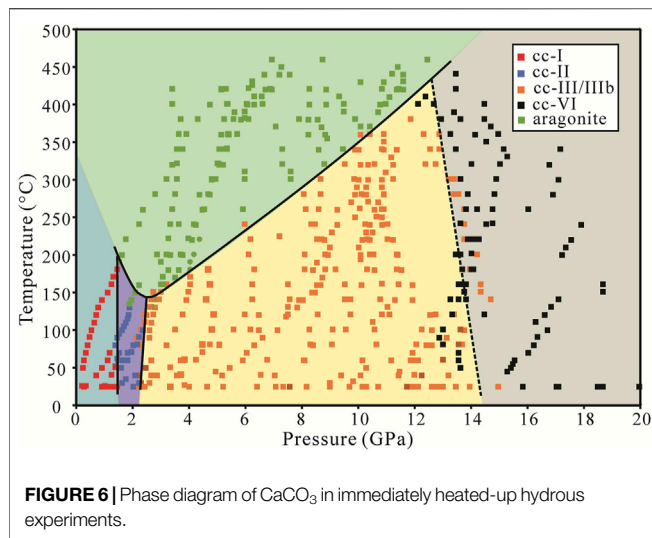 500
450
400
350
300
250
200
150
100
50
0
Temperature (°C)
cc-I
cc-II
cc-III/IIIb
cc-VI
aragonite
0 2 4 6 8 10 12 14 16 18 20
Pressure (GPa)
FIGURE 6 | Phase diagram of CaCO₃ in immediately heated-up hydrous
experiments.